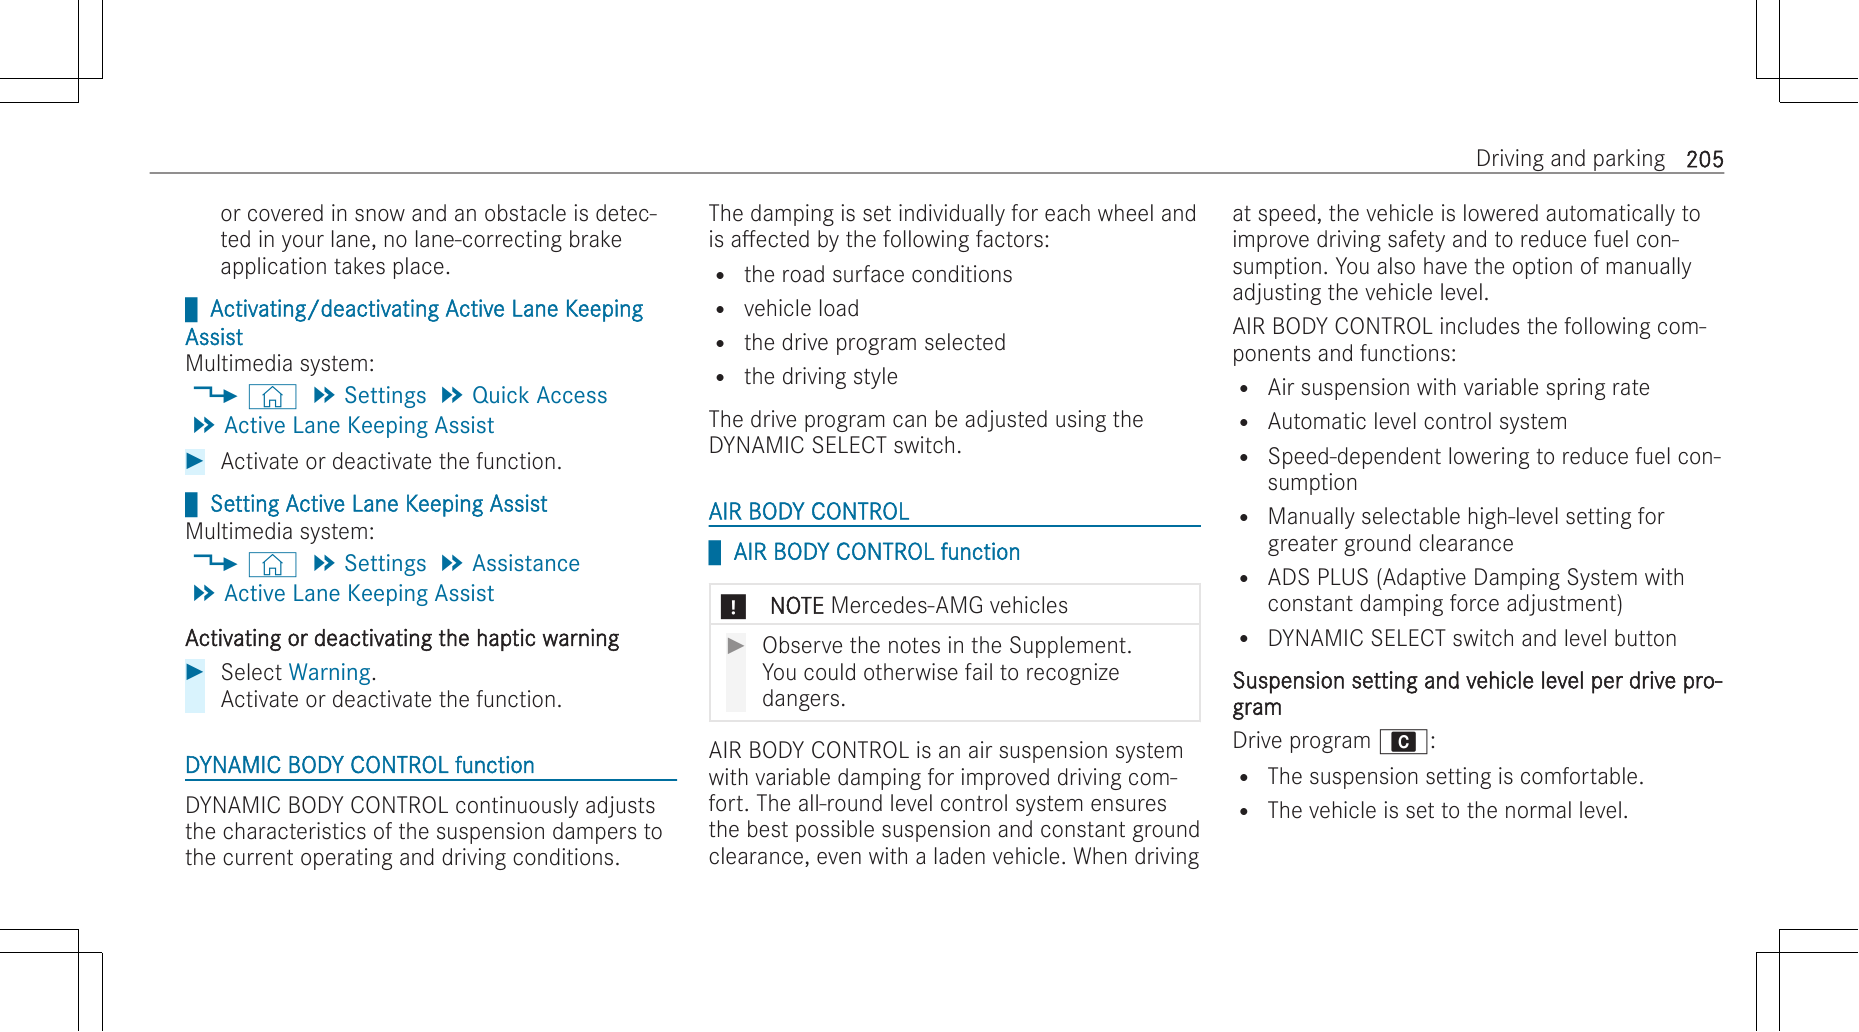 Driving and parking 205
or covered in snow and an obstacle is detec-
ted in your lane, no lane-correcting brake
application takes place.
Activating/deactivating Active Lane Keeping
Assist
Multimedia system:
Settings Quick Access
Active Lane Keeping Assist
Activate or deactivate the function.
Setting Active Lane Keeping Assist
Multimedia system:
Settings Assistance
Active Lane Keeping Assist
Activating or deactivating the haptic warning
Select Warning.
Activate or deactivate the function.
DYNAMIC BODY CONTROL function
DYNAMIC BODY CONTROL continuously adjusts
the characteristics of the suspension dampers to
the current operating and driving conditions.
The damping is set individually for each wheel and
is affected by the following factors:
• the road surface conditions
• vehicle load
• the drive program selected
• the driving style
The drive program can be adjusted using the
DYNAMIC SELECT switch.
AIR BODY CONTROL
AIR BODY CONTROL function
! NOTE Mercedes-AMG vehicles
Observe the notes in the Supplement.
You could otherwise fail to recognize
dangers.
AIR BODY CONTROL is an air suspension system
with variable damping for improved driving com-
fort. The all-round level control system ensures
the best possible suspension and constant ground
clearance, even with a laden vehicle. When driving
at speed, the vehicle is lowered automatically to
improve driving safety and to reduce fuel con-
sumption. You also have the option of manually
adjusting the vehicle level.
AIR BODY CONTROL includes the following com-
ponents and functions:
• Air suspension with variable spring rate
• Automatic level control system
• Speed-dependent lowering to reduce fuel con-
sumption
• Manually selectable high-level setting for
greater ground clearance
• ADS PLUS (Adaptive Damping System with
constant damping force adjustment)
• DYNAMIC SELECT switch and level button
Suspension setting and vehicle level per drive pro-
gram
Drive program C:
• The suspension setting is comfortable.
• The vehicle is set to the normal level.